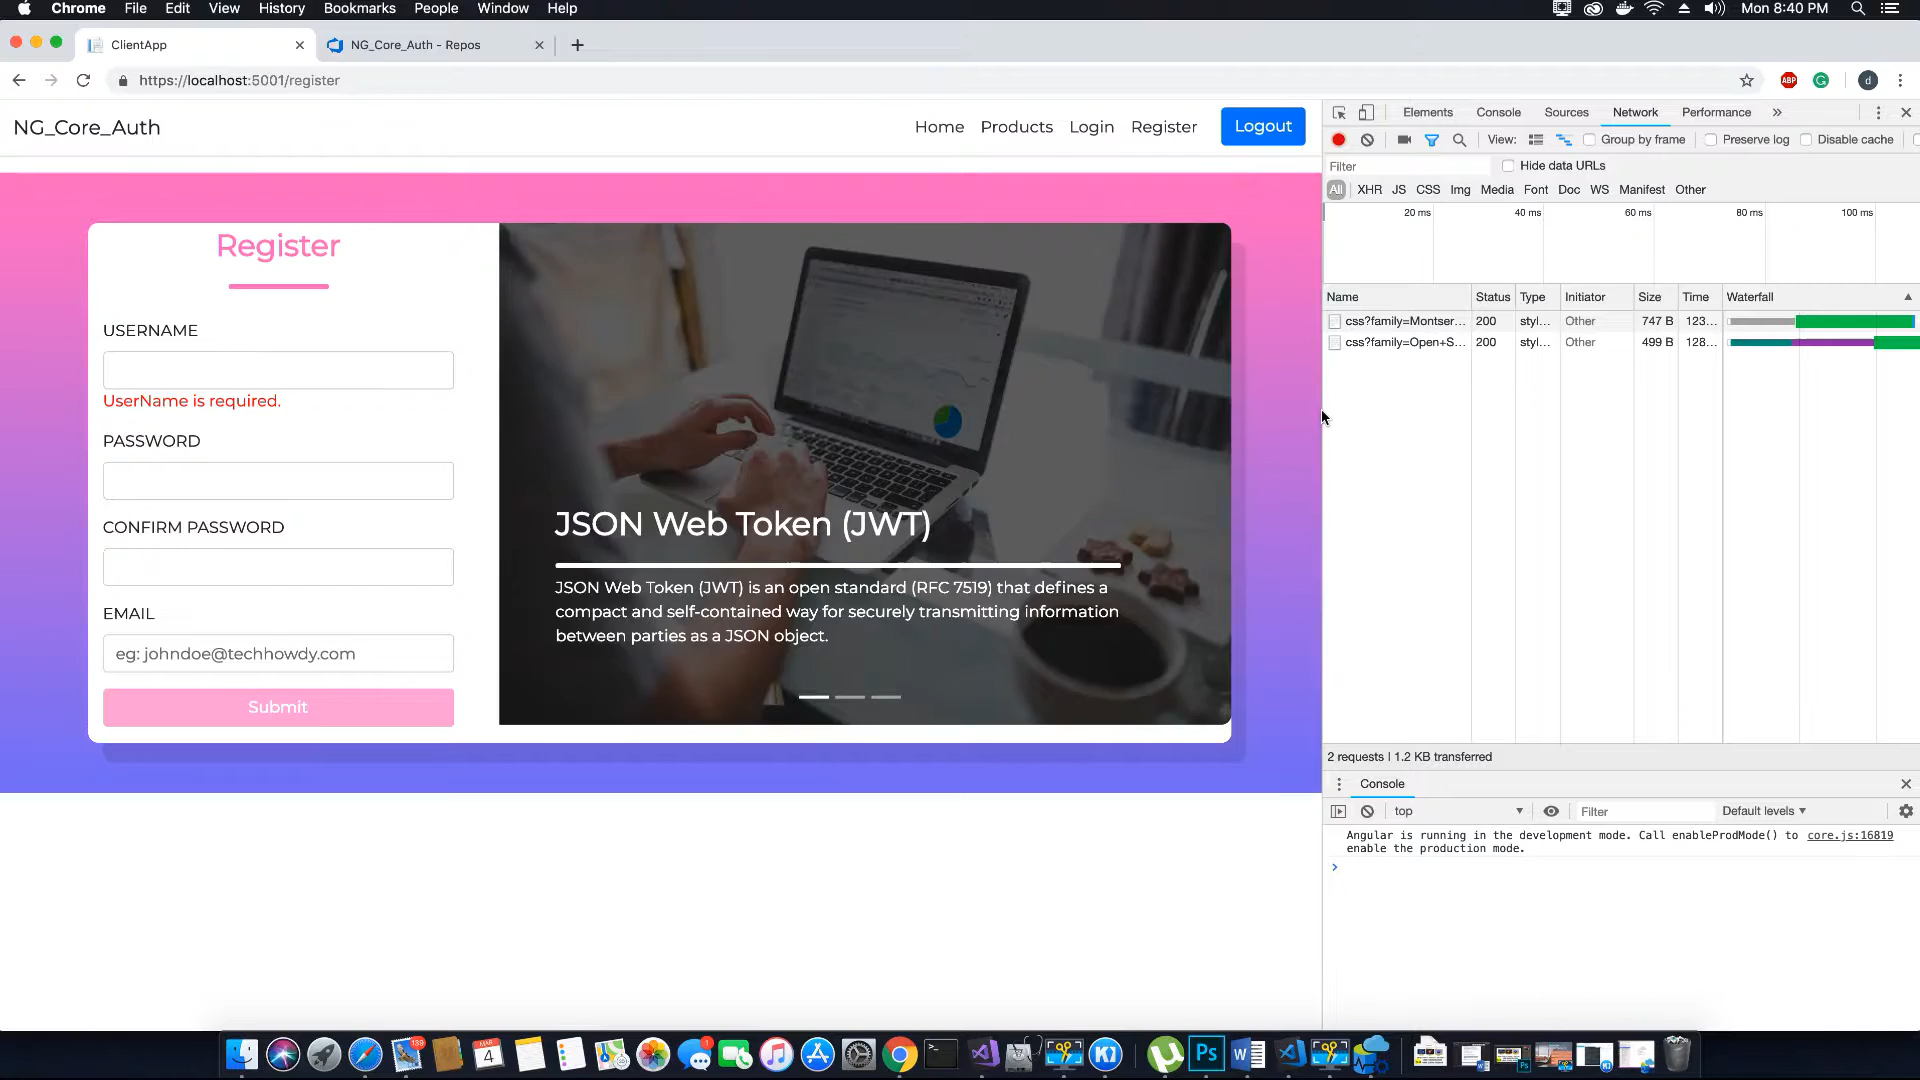 Chrome File Edit View History Bookmarks People Window Help Mon 8:40 PM
ClientApp NG_Core_Auth - Repos
https://localhost:5001/register ABP d
NG_Core_Auth Home Products Login Register Logout
Register
USERNAME
UserName is required.
PASSWORD
CONFIRM PASSWORD
EMAIL
eg: johndoe@techhowdy.com
Submit
JSON Web Token (JWT)
JSON Web Token (JWT) is an open standard (RFC 7519) that defines a
compact and self-contained way for securely transmitting information
between parties as a JSON object.
Elements Console Sources Network Performance
View: Group by frame Preserve log Disable cache
Filter Hide data URLs
All XHR JS CSS Img Media Font Doc WS Manifest Other
20 ms 40 ms 60 ms 80 ms 100 ms
Name Status Type Initiator Size Time Waterfall
css?family=Montser... 200 styl... Other 747 B 123...
css?family=Open+S... 200 styl... Other 499 B 128...
2 requests | 1.2 KB transferred
Console
top Filter Default levels
Angular is running in the development mode. Call enableProdMode() to core.js:16819
enable the production mode.
139 MAR 4 1 Ps W